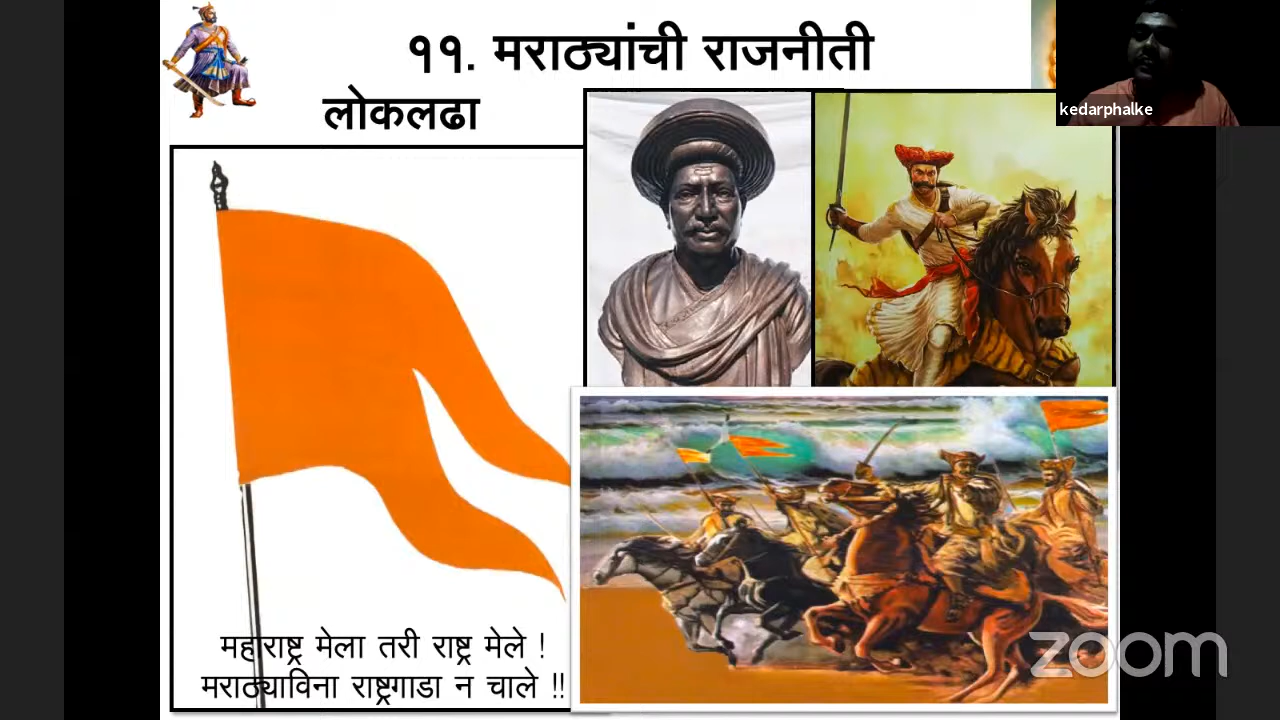 ११. मराठ्यांची राजनीती
लोकलढा
kedarphalke
महाराष्ट्र मेला तरी राष्ट्र मेले !
मराठ्याविना राष्ट्रगाडा न चाले !!
zoom